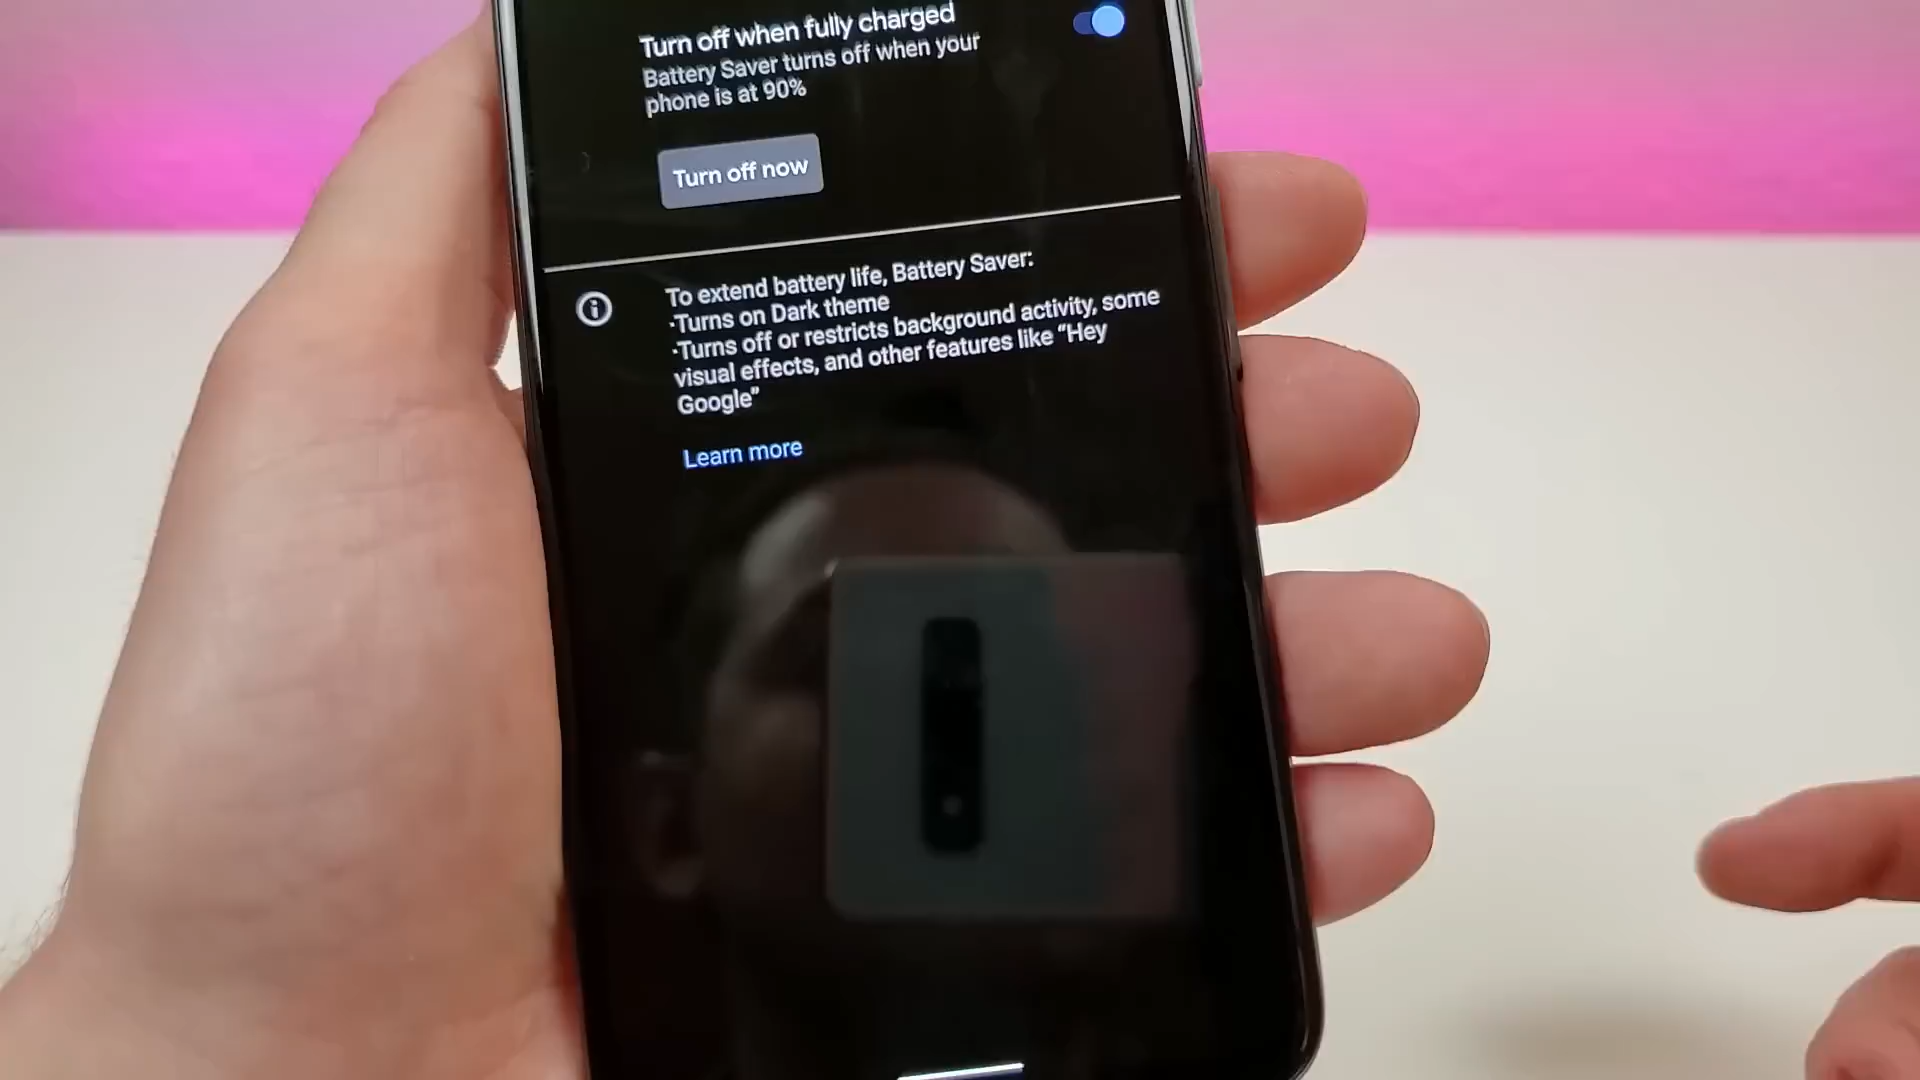 Turn off when fully charged
Battery Saver turns off when your
phone is at 90%
Turn off now
To extend battery life, Battery Saver:
·Turns on Dark theme
·Turns off or restricts background activity, some
visual effects, and other features like “Hey
Google”
Learn more